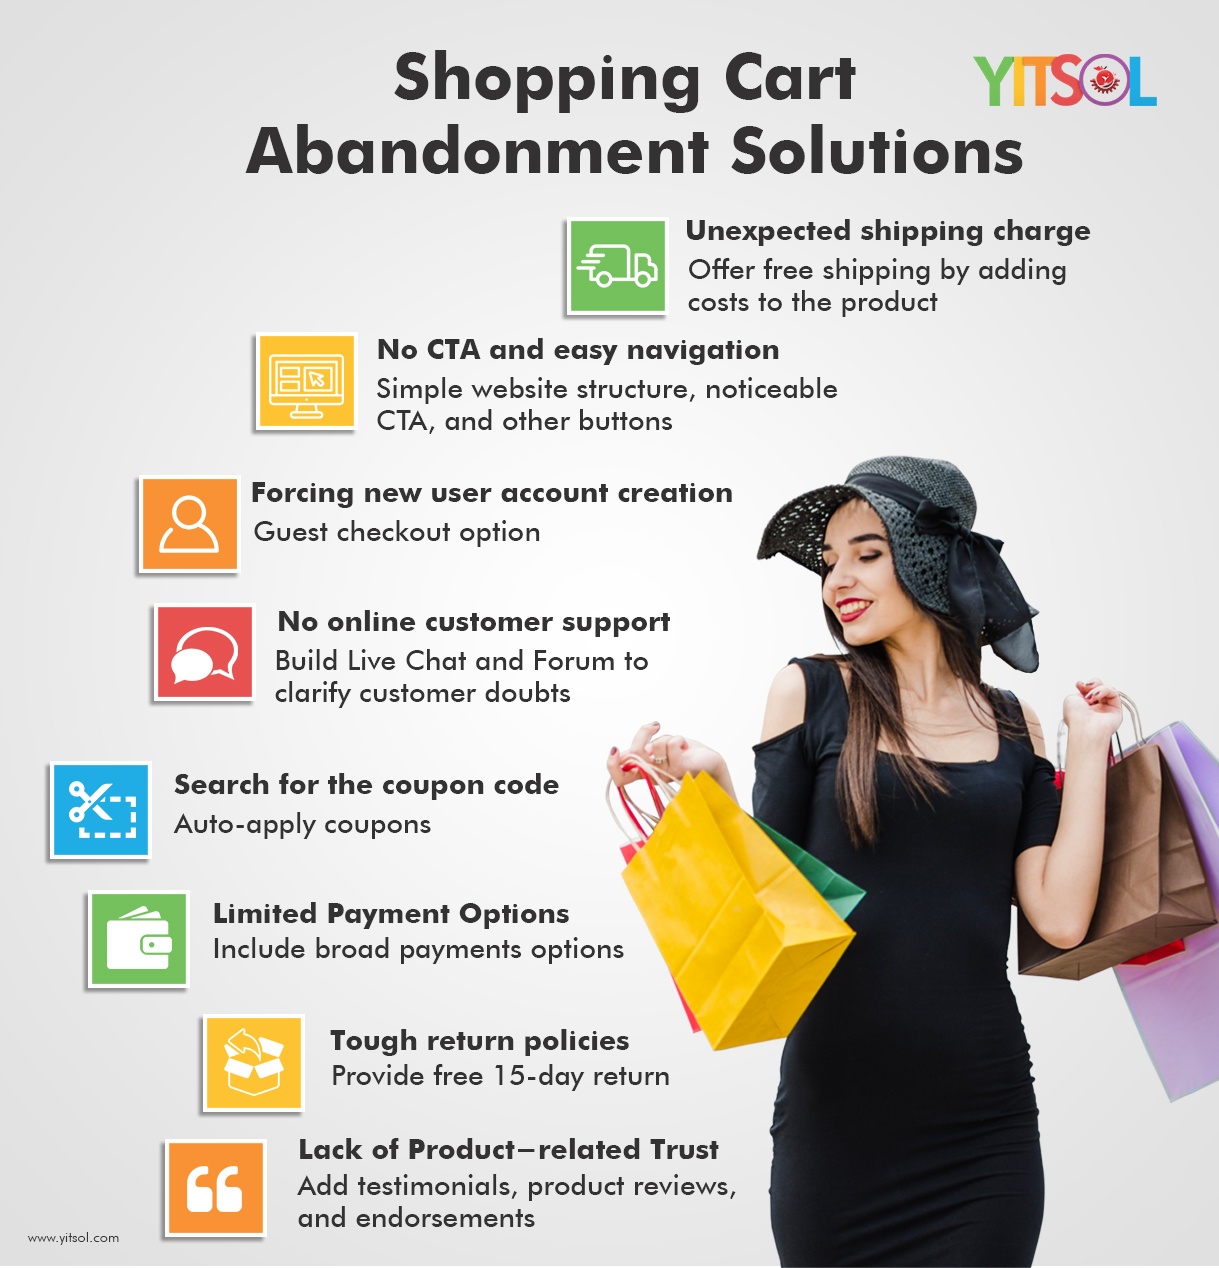 Shopping Cart
Abandonment Solutions
YITSOL
Unexpected shipping charge
Offer free shipping by adding
costs to the product
No CTA and easy navigation
Simple website structure, noticeable
CTA, and other buttons
Forcing new user account creation
Guest checkout option
No online customer support
Build Live Chat and Forum to
clarify customer doubts
Search for the coupon code
Auto-apply coupons
Limited Payment Options
Include broad payments options
Tough return policies
Provide free 15-day return
Lack of Product–related Trust
Add testimonials, product reviews,
and endorsements
www.yitsol.com